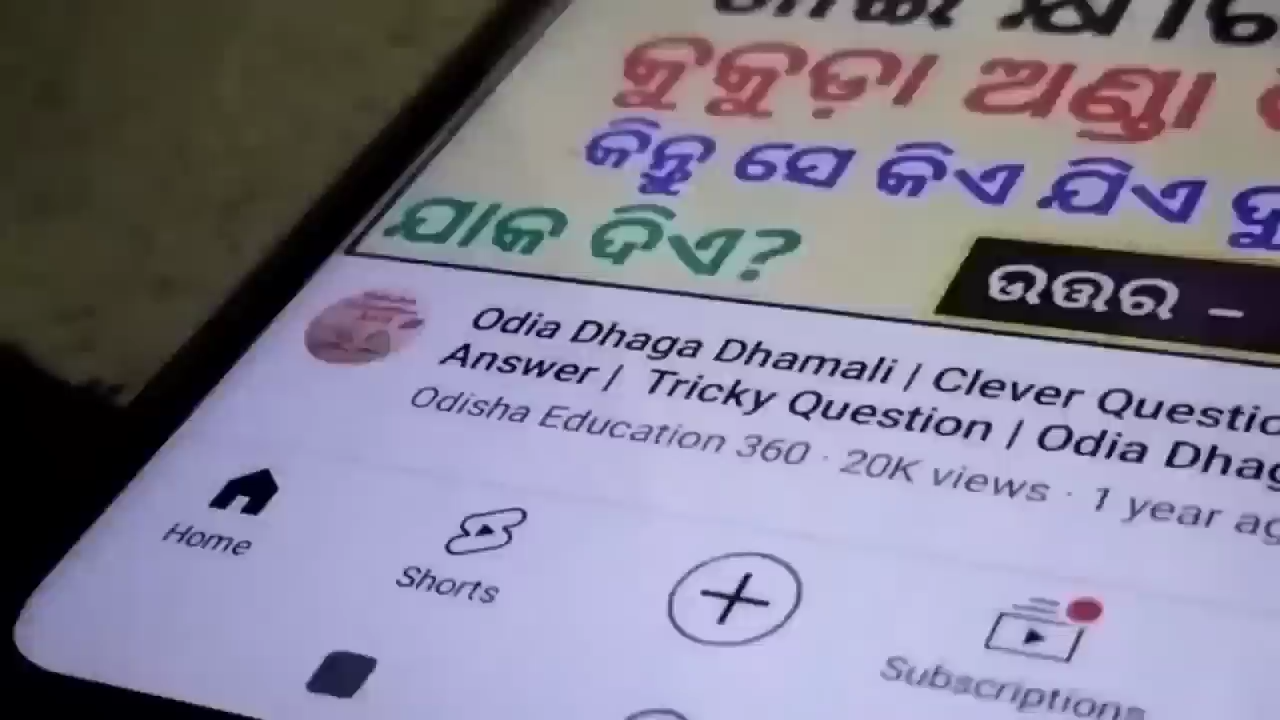 କୁକୁଡ଼ା ଅଣ୍ଡା
କିନ୍ତୁ ସେ କିଏ ଯିଏ
ଯାକ ଦିଏ?
ଉତ୍ତର –
Odia Dhaga Dhamali | Clever Questio
Answer | Tricky Question | Odia Dhag
Odisha Education 360 · 20K views · 1 year ag
Home
Shorts
Subscriptions